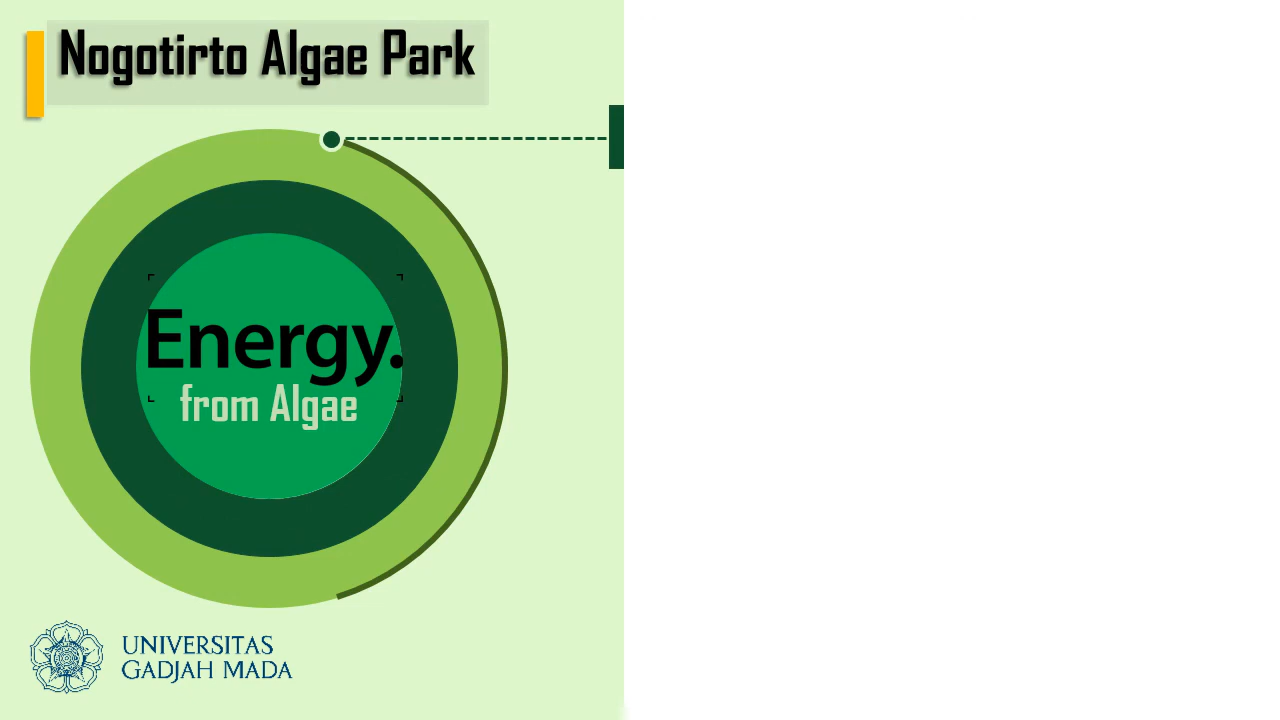 Nogotirto Algae Park
Energy.
from Algae
UNIVERSITAS
GADJAH MADA